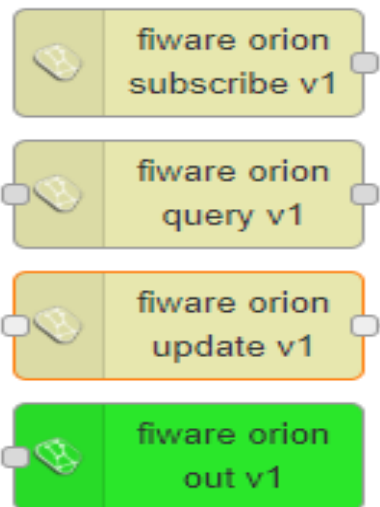 fiware orion
subscribe v1
fiware orion
query v1
fiware orion
update v1
fiware orion
out v1